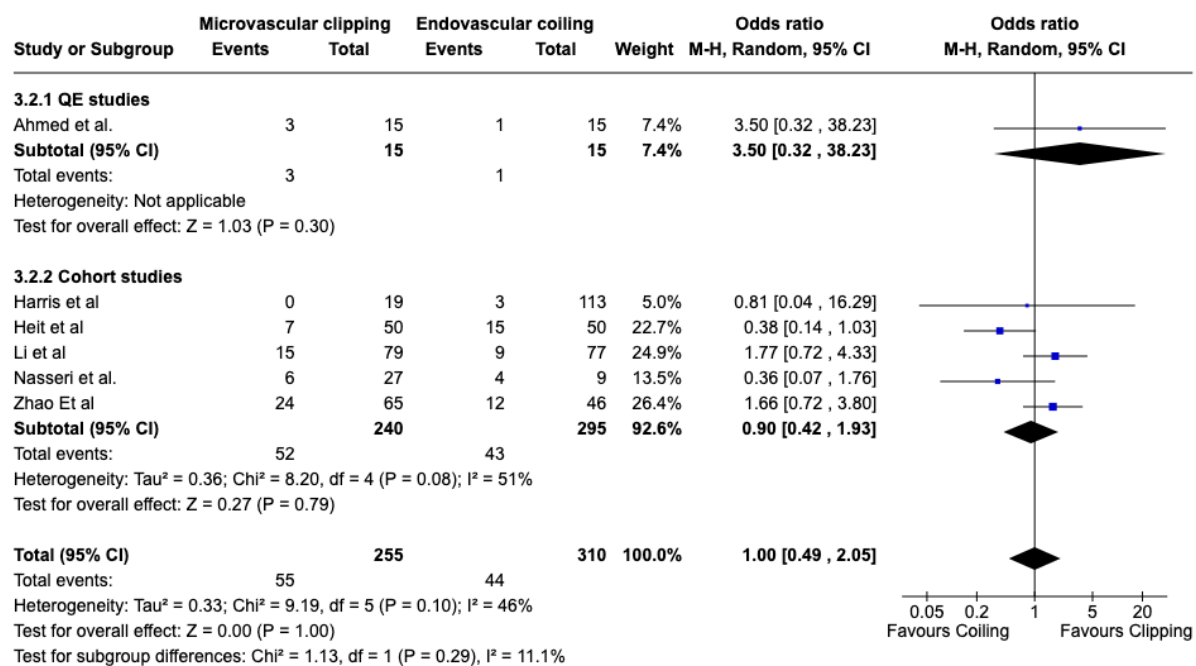 Microvascular clipping Endovascular coiling Odds ratio Odds ratio
Study or Subgroup Events Total Events Total Weight M-H, Random, 95% CI M-H, Random, 95% CI
3.2.1 QE studies
Ahmed et al. 3 15 1 15 7.4% 3.50 [0.32 , 38.23]
Subtotal (95% CI) 15 15 7.4% 3.50 [0.32 , 38.23]
Total events: 3 1
Heterogeneity: Not applicable
Test for overall effect: Z = 1.03 (P = 0.30)
3.2.2 Cohort studies
Harris et al 0 19 3 113 5.0% 0.81 [0.04 , 16.29]
Heit et al 7 50 15 50 22.7% 0.38 [0.14 , 1.03]
Li et al 15 79 9 77 24.9% 1.77 [0.72 , 4.33]
Nasseri et al. 6 27 4 9 13.5% 0.36 [0.07 , 1.76]
Zhao Et al 24 65 12 46 26.4% 1.66 [0.72 , 3.80]
Subtotal (95% CI) 240 295 92.6% 0.90 [0.42 , 1.93]
Total events: 52 43
Heterogeneity: Tau² = 0.36; Chi² = 8.20, df = 4 (P = 0.08); I² = 51%
Test for overall effect: Z = 0.27 (P = 0.79)
Total (95% CI) 255 310 100.0% 1.00 [0.49 , 2.05]
Total events: 55 44
Heterogeneity: Tau² = 0.33; Chi² = 9.19, df = 5 (P = 0.10); I² = 46%
Test for overall effect: Z = 0.00 (P = 1.00)
Test for subgroup differences: Chi² = 1.13, df = 1 (P = 0.29), I² = 11.1%
0.05 0.2 1 5 20
Favours Coiling Favours Clipping